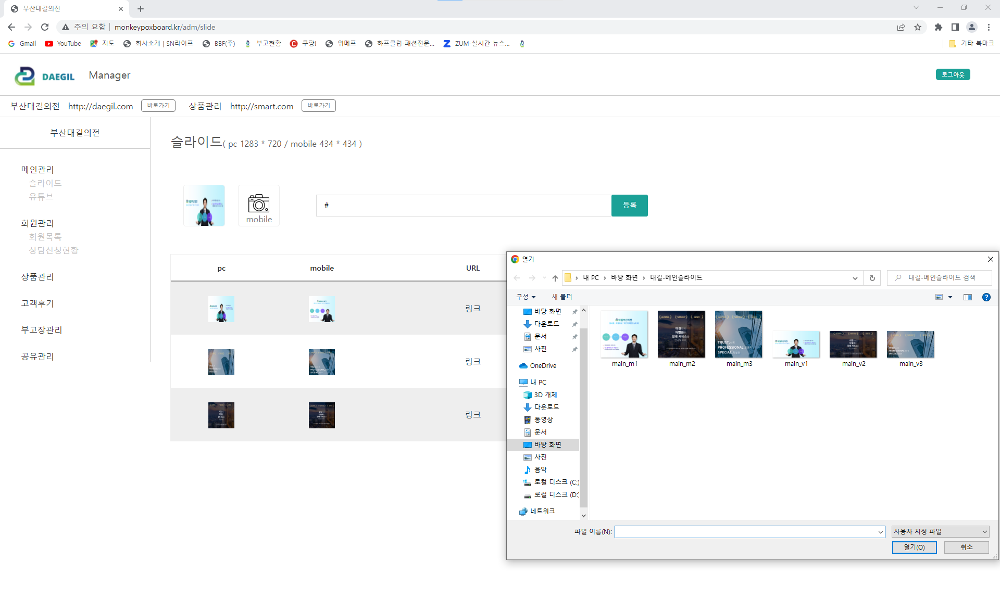 부산대길의전
주의 요함 monkeypoxboard.kr/adm/slide
Gmail YouTube 지도 회사소개 | SN라이프 BBF(주) 부고현황 쿠팡! 위메프 하프클럽-패션전문... ZUM-실시간 뉴스... 기타 북마크
DAEGIL Manager 로그아웃
부산대길의전 http://daegil.com 바로가기 상품관리 http://smart.com 바로가기
부산대길의전
메인관리
슬라이드
유튜브
회원관리
회원목록
상담신청현황
상품관리
고객후기
부고장관리
공유관리
슬라이드( pc 1283 * 720 / mobile 434 * 434 )
mobile
# 등록
pc mobile URL
링크
링크
링크
열기
내 PC 바탕 화면 대길-메인슬라이드 대길-메인슬라이드 검색
구성 새 폴더
바탕 화면
다운로드
문서
사진
OneDrive
내 PC
3D 개체
다운로드
동영상
문서
바탕 화면
사진
음악
로컬 디스크 (C:)
로컬 디스크 (D:)
네트워크
TRUST,
PROFESSIONAL,
SPECIAL,
main_m1 main_m2 main_m3 main_v1 main_v2 main_v3
파일 이름(N): 사용자 지정 파일
열기(O) 취소